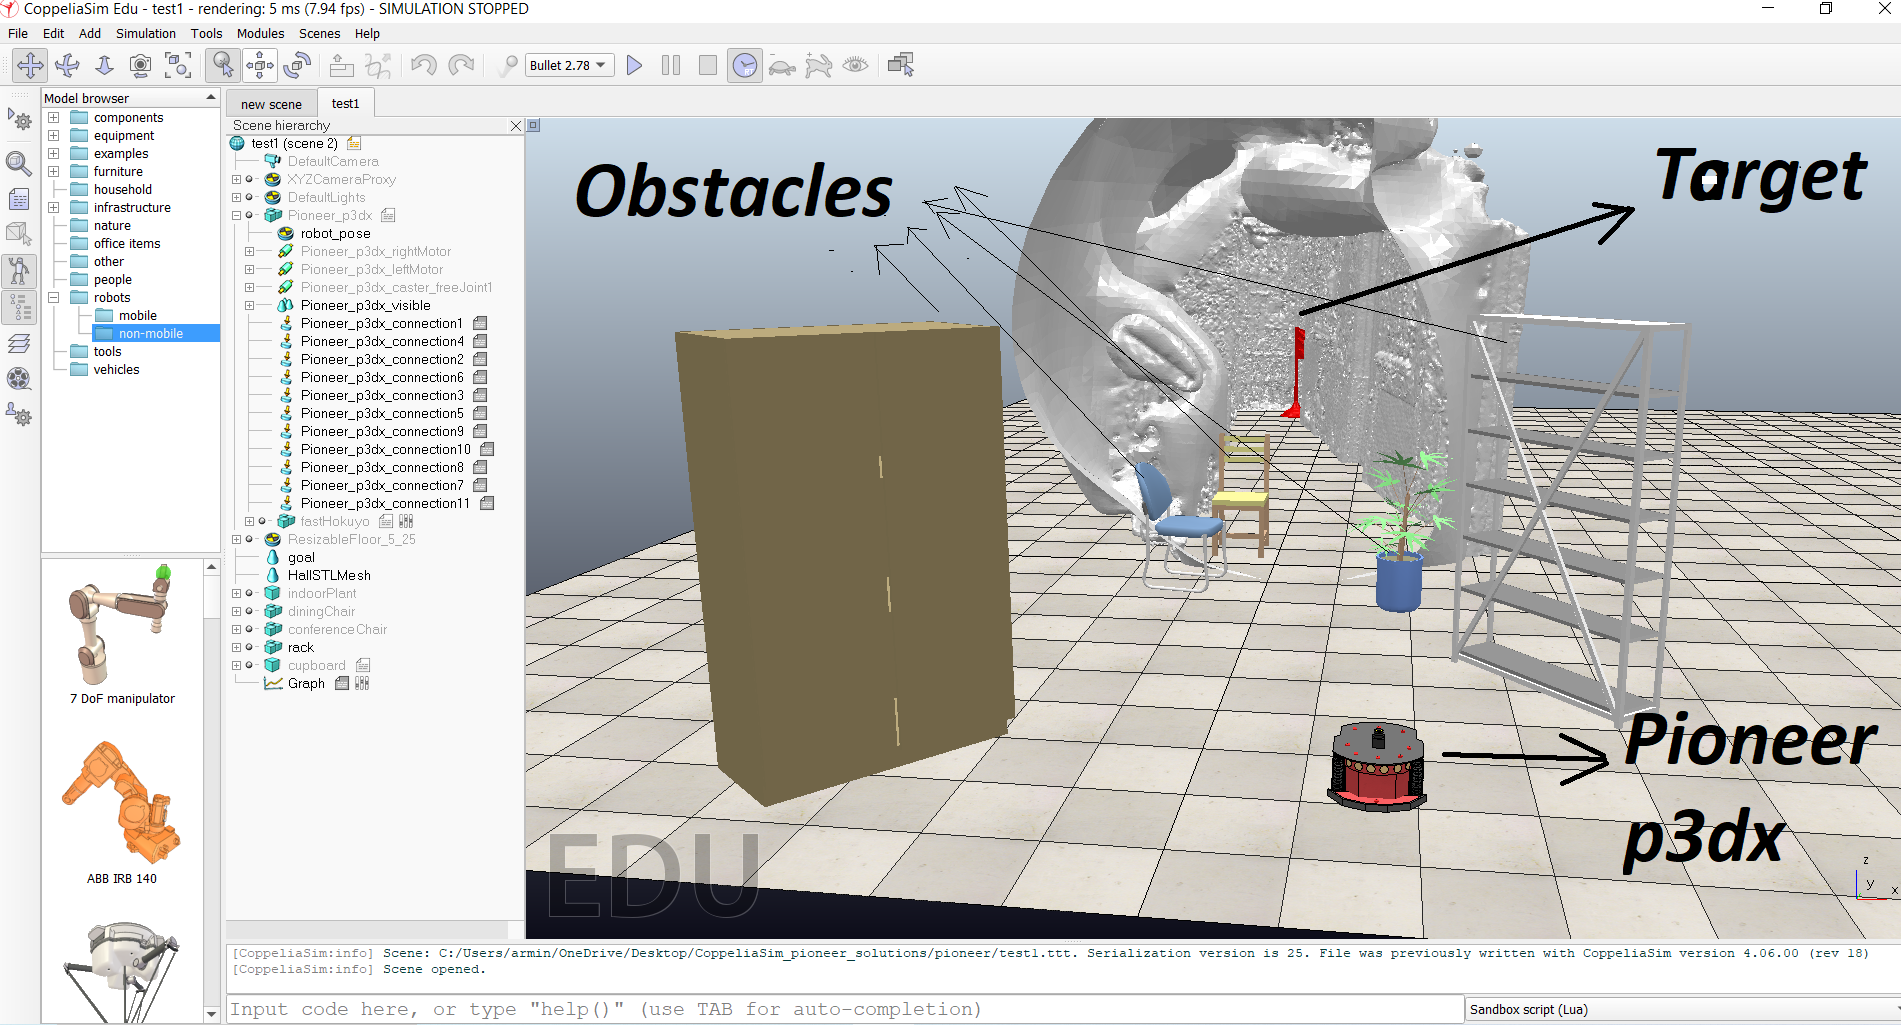 CoppeliaSim Edu - test1 - rendering: 5 ms (7.94 fps) - SIMULATION STOPPED
File Edit Add Simulation Tools Modules Scenes Help
Bullet 2.78
Model browser
components
equipment
examples
furniture
household
infrastructure
nature
office items
other
people
robots
mobile
non-mobile
tools
vehicles
7 DoF manipulator
ABB IRB 140
new scene test1
Scene hierarchy
test1 (scene 2)
DefaultCamera
XYZCameraProxy
DefaultLights
Pioneer_p3dx
robot_pose
Pioneer_p3dx_rightMotor
Pioneer_p3dx_leftMotor
Pioneer_p3dx_caster_freeJoint1
Pioneer_p3dx_visible
Pioneer_p3dx_connection1
Pioneer_p3dx_connection4
Pioneer_p3dx_connection2
Pioneer_p3dx_connection6
Pioneer_p3dx_connection3
Pioneer_p3dx_connection5
Pioneer_p3dx_connection9
Pioneer_p3dx_connection10
Pioneer_p3dx_connection8
Pioneer_p3dx_connection7
Pioneer_p3dx_connection11
fastHokuyo
ResizableFloor_5_25
goal
HallSTLMesh
indoorPlant
diningChair
conferenceChair
rack
cupboard
Graph
Obstacles
Target
Pioneer
p3dx
EDU
z
y
x
[CoppeliaSim:info] Scene: C:/Users/armin/OneDrive/Desktop/CoppeliaSim_pioneer_solutions/pioneer/test1.ttt. Serialization version is 25. File was previously written with CoppeliaSim version 4.06.00 (rev 18)
[CoppeliaSim:info] Scene opened.
Input code here, or type "help()" (use TAB for auto-completion)
Sandbox script (Lua)